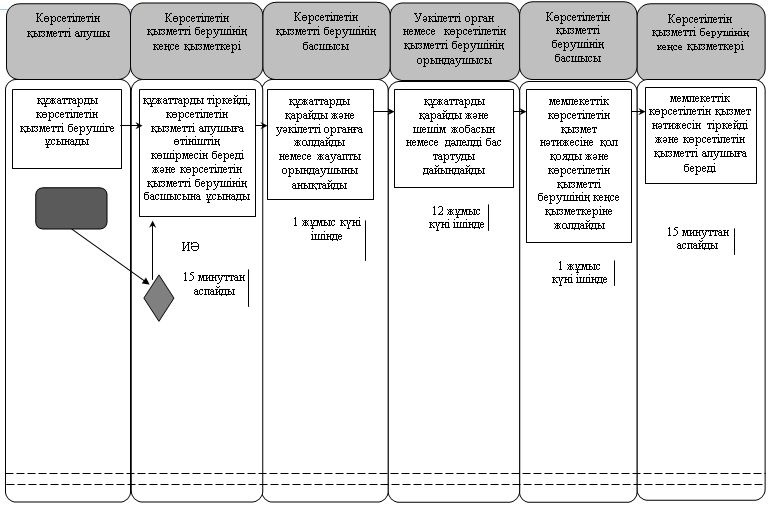 Көрсетілетін
қызметті алушы
Көрсетілетін
қызметті берушінің
кеңсе қызметкері
Көрсетілетін
қызметті берушінің
басшысы
Уәкілетті орган
немесе көрсетілетін
қызметті берушінің
орындаушысы
Көрсетілетін
қызметті
берушінің
басшысы
Көрсетілетін
қызметті берушінің
кеңсе қызметкері
құжаттарды
көрсетілетін
қызметті берушіге
ұсынады
құжаттарды тіркейді,
көрсетілетін
қызметті алушыға
өтініштің
көшірмесін береді
және көрсетілетін
қызметті берушінің
басшысына ұсынады
құжаттарды
қарайды және
уәкілетті органға
жолдайды
немесе жауапты
орындаушыны
анықтайды
құжаттарды
қарайды және
шешім жобасын
немесе дәлелді бас
тартуды
дайындайды
мемлекеттік
көрсетілетін
қызмет
нәтижесіне қол
қояды және
көрсетілетін
қызметті
берушінің кеңсе
қызметкеріне
жолдайды
мемлекеттік
көрсетілетін қызмет
нәтижесін тіркейді
және көрсетілетін
қызметті алушыға
береді
ИӘ
15 минуттан
аспайды
1 жұмыс күні
ішінде
12 жұмыс
күні ішінде
1 жұмыс
күні ішінде
15 минуттан
аспайды